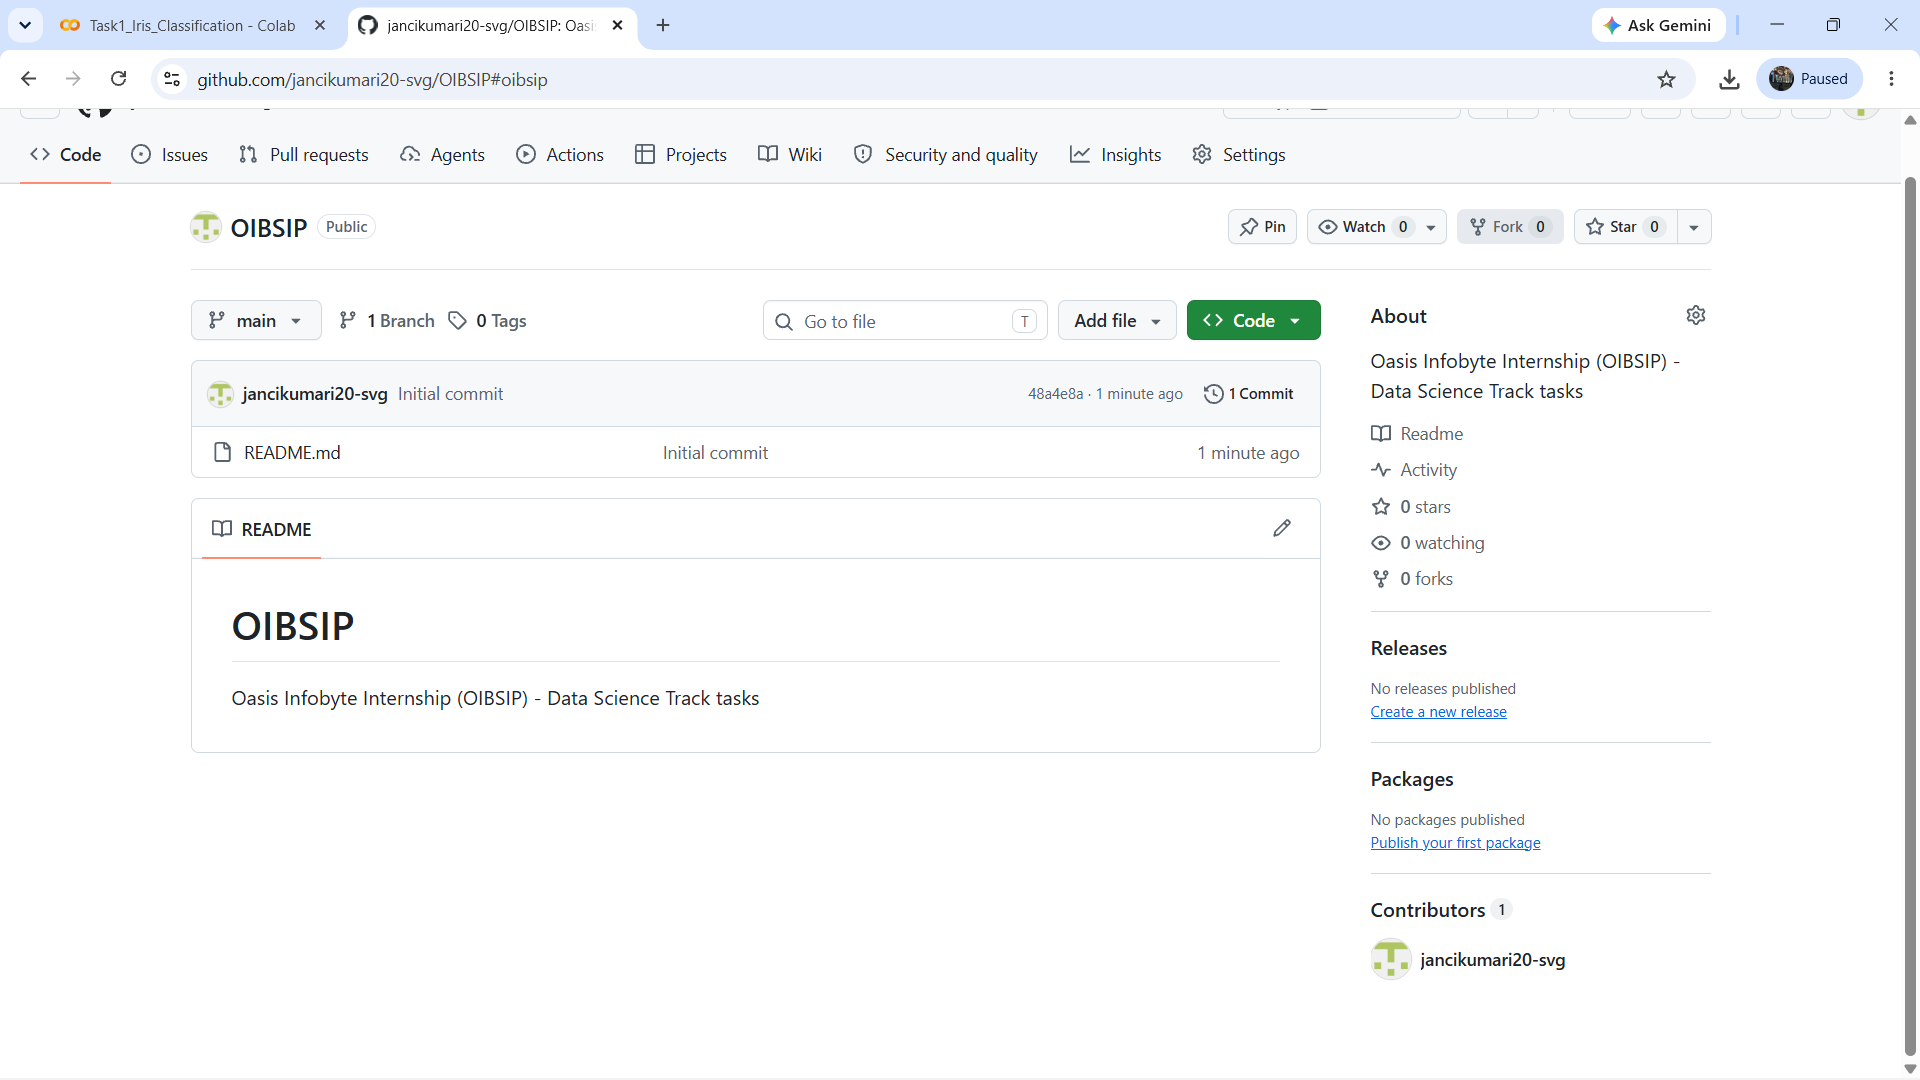 Task1_Iris_Classification - Colab
jancikumari20-svg/OIBSIP: Oasi
Ask Gemini
github.com/jancikumari20-svg/OIBSIP#oibsip
Paused
Code
Issues
Pull requests
Agents
Actions
Projects
Wiki
Security and quality
Insights
Settings
OIBSIP
Public
Pin
Watch 0
Fork 0
Star 0
main
1 Branch
0 Tags
Go to file
T
Add file
Code
jancikumari20-svg Initial commit
48a4e8a · 1 minute ago
1 Commit
README.md
Initial commit
1 minute ago
README
OIBSIP
Oasis Infobyte Internship (OIBSIP) - Data Science Track tasks
About
Oasis Infobyte Internship (OIBSIP) -
Data Science Track tasks
Readme
Activity
0 stars
0 watching
0 forks
Releases
No releases published
Create a new release
Packages
No packages published
Publish your first package
Contributors 1
jancikumari20-svg